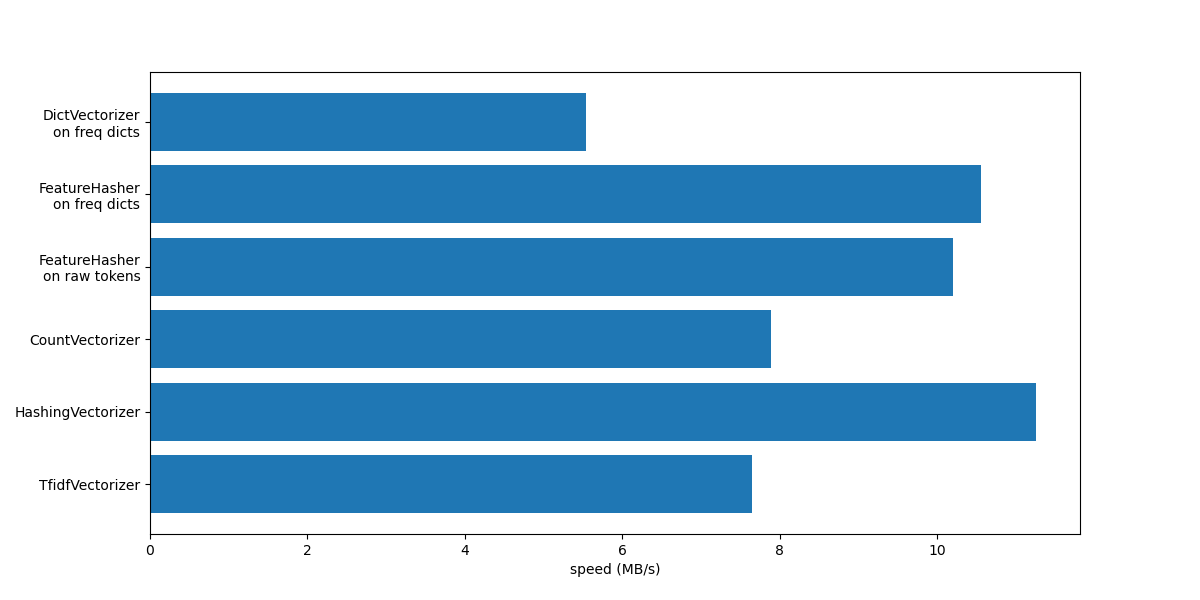 DictVectorizer
on freq dicts
FeatureHasher
on freq dicts
FeatureHasher
on raw tokens
CountVectorizer
HashingVectorizer
TfidfVectorizer
0 2 4 6 8 10
speed (MB/s)